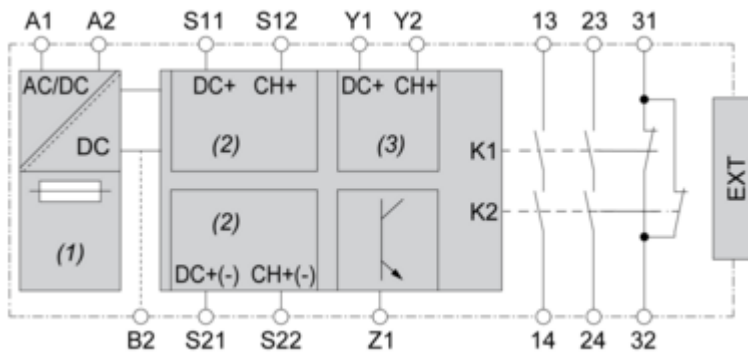 A1 A2 S11 S12 Y1 Y2 13 23 31
AC/DC DC+ CH+ DC+ CH+
DC (2) (3) K1
(2) K2 EXT
(1)
DC+(-) CH+(-)
B2 S21 S22 Z1 14 24 32